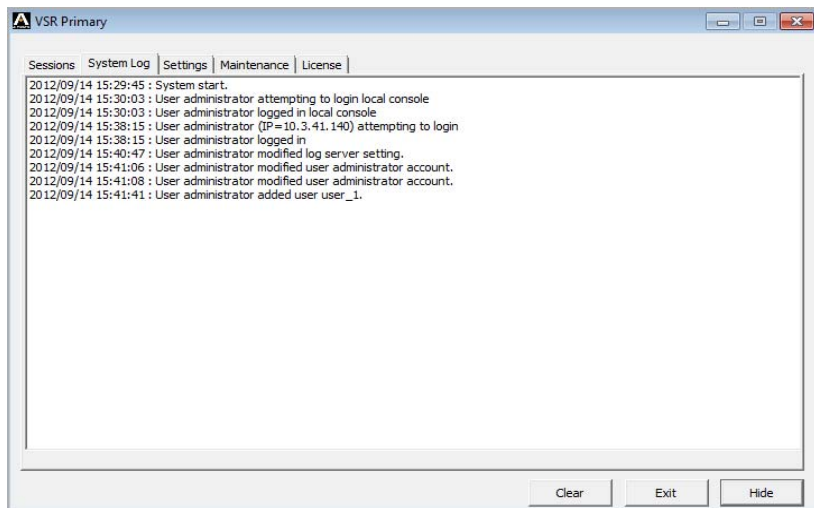 VSR Primary
Sessions System Log Settings Maintenance License
2012/09/14 15:29:45 : System start.
2012/09/14 15:30:03 : User administrator attempting to login local console
2012/09/14 15:30:03 : User administrator logged in local console
2012/09/14 15:38:15 : User administrator (IP=10.3.41.140) attempting to login
2012/09/14 15:38:15 : User administrator logged in
2012/09/14 15:40:47 : User administrator modified log server setting.
2012/09/14 15:41:06 : User administrator modified user administrator account.
2012/09/14 15:41:08 : User administrator modified user administrator account.
2012/09/14 15:41:41 : User administrator added user user_1.
Clear Exit Hide